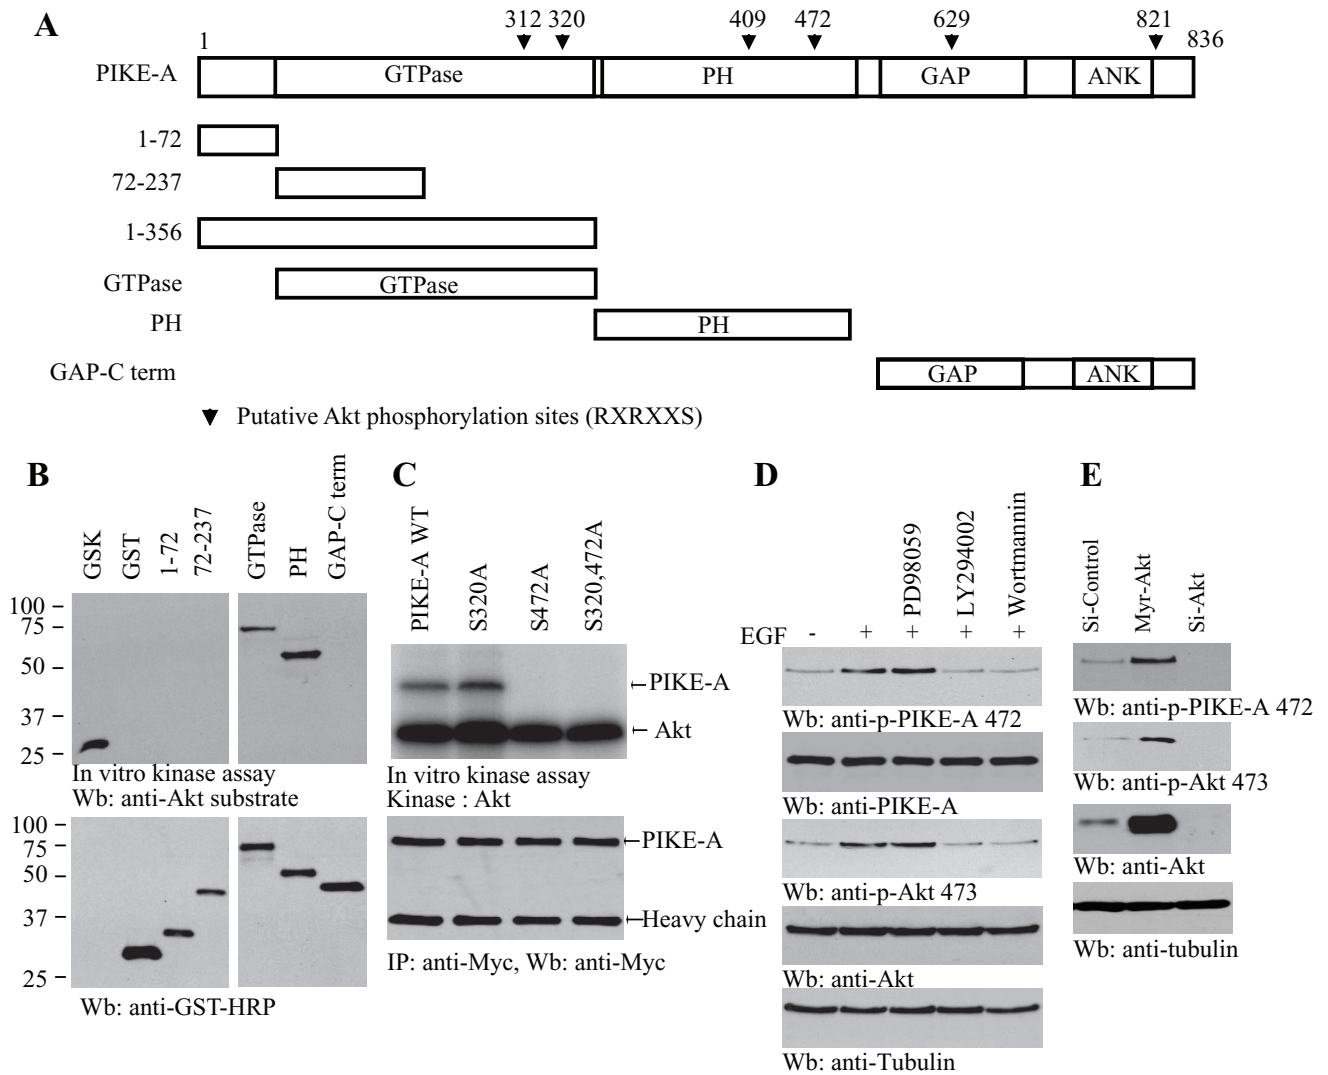 A
312 320 409 472 629 821
1 836
PIKE-A GTPase PH GAP ANK
1-72
72-237
1-356
GTPase GTPase
PH PH
GAP-C term GAP ANK
Putative Akt phosphorylation sites (RXRXXS)
B
GSK
GST
1-72
72-237
GTPase
PH
GAP-C term
100 –
75 –
50 –
37 –
25 –
In vitro kinase assay
Wb: anti-Akt substrate
100 –
75 –
50 –
37 –
25 –
Wb: anti-GST-HRP
C
PIKE-A WT
S320A
S472A
S320,472A
←PIKE-A
← Akt
In vitro kinase assay
Kinase : Akt
←PIKE-A
←Heavy chain
IP: anti-Myc, Wb: anti-Myc
D
PD98059
LY294002
Wortmannin
EGF - + + + +
Wb: anti-p-PIKE-A 472
Wb: anti-PIKE-A
Wb: anti-p-Akt 473
Wb: anti-Akt
Wb: anti-Tubulin
E
Si-Control
Myr-Akt
Si-Akt
Wb: anti-p-PIKE-A 472
Wb: anti-p-Akt 473
Wb: anti-Akt
Wb: anti-tubulin